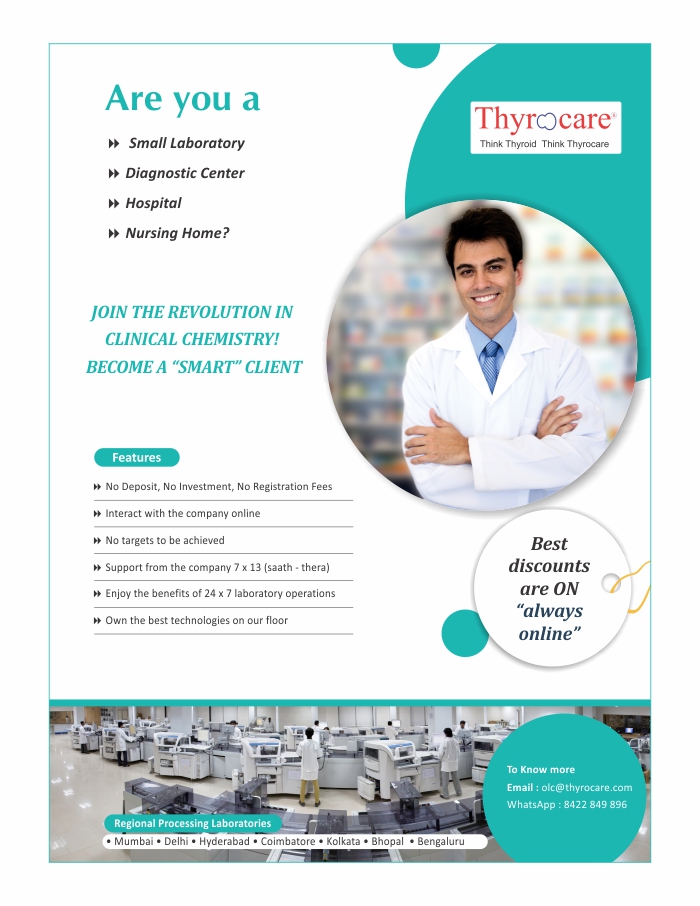 Are you a
Small Laboratory
Diagnostic Center
Hospital
Nursing Home?
Thyrocare®
Think Thyroid Think Thyrocare
JOIN THE REVOLUTION IN
CLINICAL CHEMISTRY!
BECOME A “SMART” CLIENT
Features
No Deposit, No Investment, No Registration Fees
Interact with the company online
No targets to be achieved
Support from the company 7 x 13 (saath - thera)
Enjoy the benefits of 24 x 7 laboratory operations
Own the best technologies on our floor
Best
discounts
are ON
“always
online”
To Know more
Email : olc@thyrocare.com
WhatsApp : 8422 849 896
Regional Processing Laboratories
• Mumbai • Delhi • Hyderabad • Coimbatore • Kolkata • Bhopal • Bengaluru